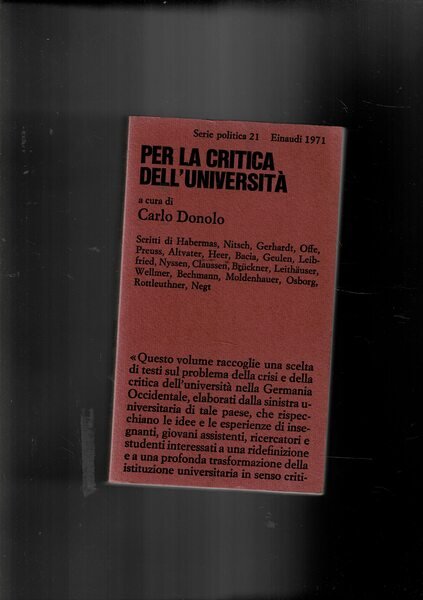 Serie politica 21 Einaudi 1971
PER LA CRITICA
DELL'UNIVERSITÀ
a cura di
Carlo Donolo
Scritti di Habermas, Nitsch, Gerhardt, Offe,
Preuss, Altvater, Heer, Bacia, Geulen, Leib-
fried, Nyssen, Claussen, Brückner, Leithäuser,
Wellmer, Bechmann, Moldenhauer, Osborg,
Rottleuthner, Negt
«Questo volume raccoglie una scelta
di testi sul problema della crisi e della
critica dell'università nella Germania
Occidentale, elaborati dalla sinistra u-
niversitaria di tale paese, che rispec-
chiano le idee e le esperienze di inse-
gnanti, giovani assistenti, ricercatori e
studenti interessati a una ridefinizione
e a una profonda trasformazione della
istituzione universitaria in senso criti-